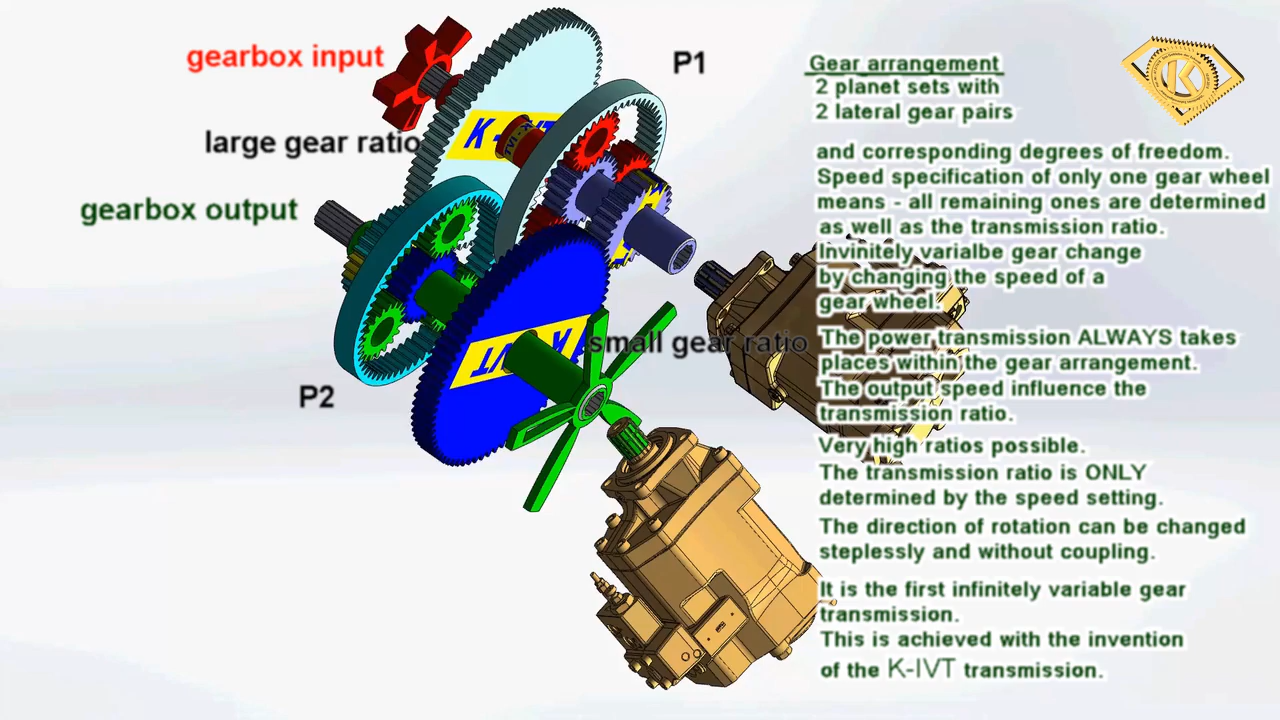 gearbox input
P1
large gear ratio
gearbox output
K - IVT
IVT - K
small gear ratio
K IVT
P2
Gear arrangement
2 planet sets with
2 lateral gear pairs
and corresponding degrees of freedom.
Speed specification of only one gear wheel
means - all remaining ones are determined
as well as the transmission ratio.
Invinitely varialbe gear change
by changing the speed of a
gear wheel.
The power transmission ALWAYS takes
places within the gear arrangement.
The output speed influence the
transmission ratio.
Very high ratios possible.
The transmission ratio is ONLY
determined by the speed setting.
The direction of rotation can be changed
steplessly and without coupling.
It is the first infinitely variable gear
transmission.
This is achieved with the invention
of the K-IVT transmission.
K